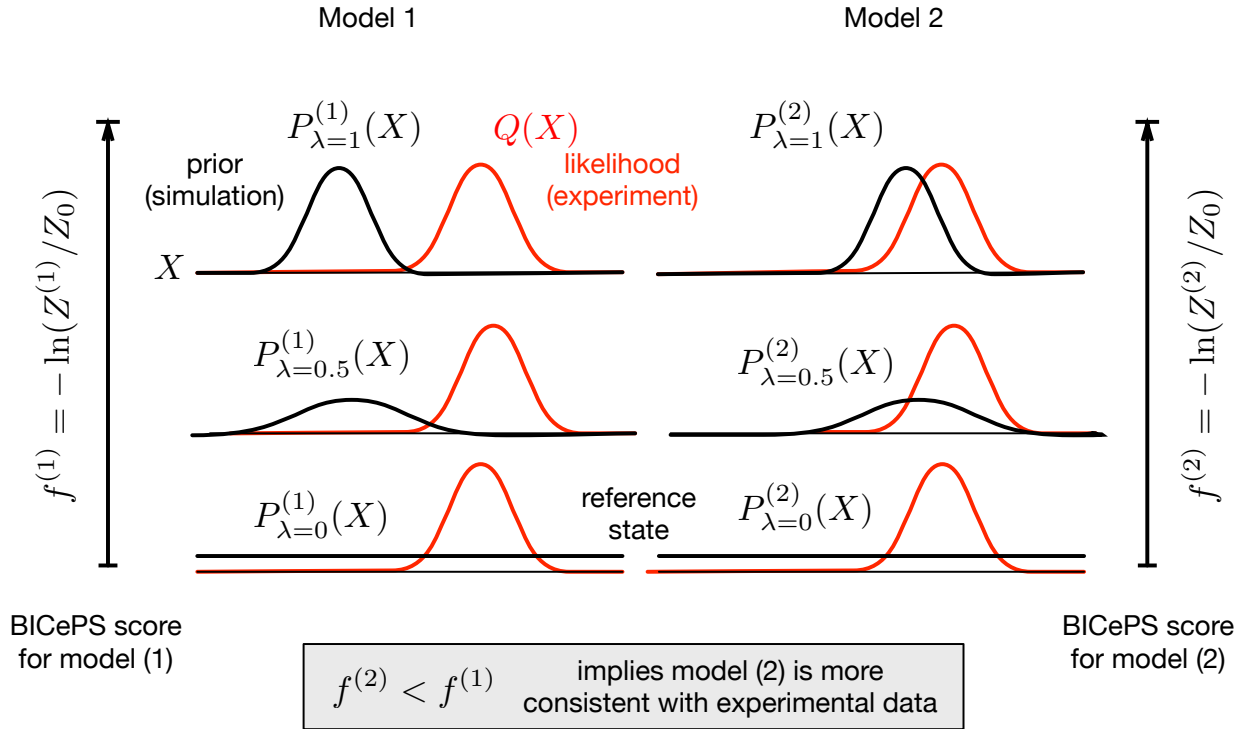 Model 1
Model 2
P^{(1)}_{λ=1}(X)
Q(X)
P^{(2)}_{λ=1}(X)
prior
(simulation)
likelihood
(experiment)
X
f^{(1)} = − ln(Z^{(1)}/Z_0)
f^{(2)} = − ln(Z^{(2)}/Z_0)
P^{(1)}_{λ=0.5}(X)
P^{(2)}_{λ=0.5}(X)
P^{(1)}_{λ=0}(X)
reference
state
P^{(2)}_{λ=0}(X)
BICePS score
for model (1)
BICePS score
for model (2)
f^{(2)} < f^{(1)}
implies model (2) is more
consistent with experimental data